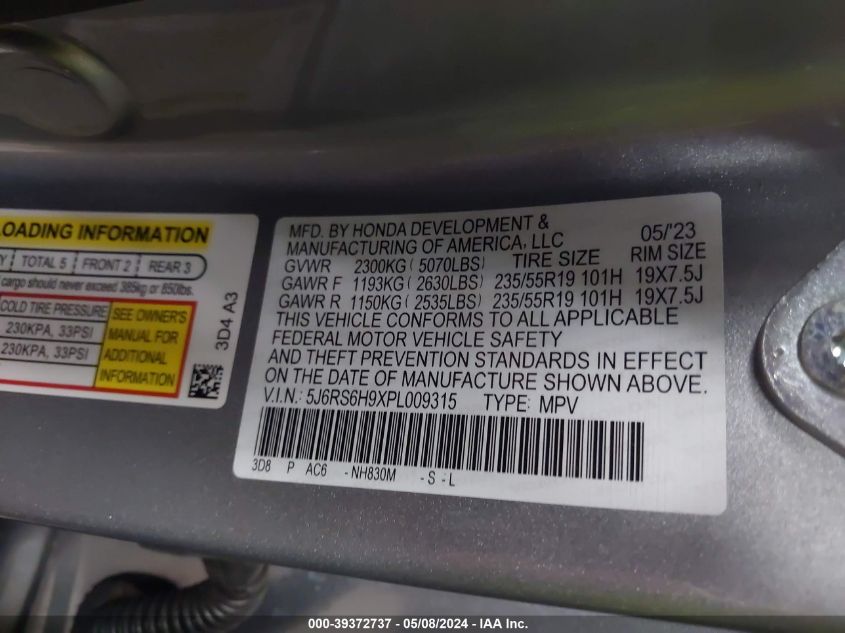 LOADING INFORMATION
TOTAL 5 FRONT 2 REAR 3
cargo should never exceed 385kg or 850lbs.
COLD TIRE PRESSURE
230KPA, 33PSI
230KPA, 33PSI
SEE OWNER'S
MANUAL FOR
ADDITIONAL
INFORMATION
3D4 A3
MFD. BY HONDA DEVELOPMENT & 05/'23
MANUFACTURING OF AMERICA, LLC
GVWR 2300KG (5070LBS) TIRE SIZE RIM SIZE
GAWR F 1193KG (2630LBS) 235/55R19 101H 19X7.5J
GAWR R 1150KG (2535LBS) 235/55R19 101H 19X7.5J
THIS VEHICLE CONFORMS TO ALL APPLICABLE
FEDERAL MOTOR VEHICLE SAFETY
AND THEFT PREVENTION STANDARDS IN EFFECT
ON THE DATE OF MANUFACTURE SHOWN ABOVE.
V.I.N.: 5J6RS6H9XPL009315 TYPE: MPV
3D8 P AC6 -NH830M -S-L
000-39372737 - 05/08/2024 - IAA Inc.